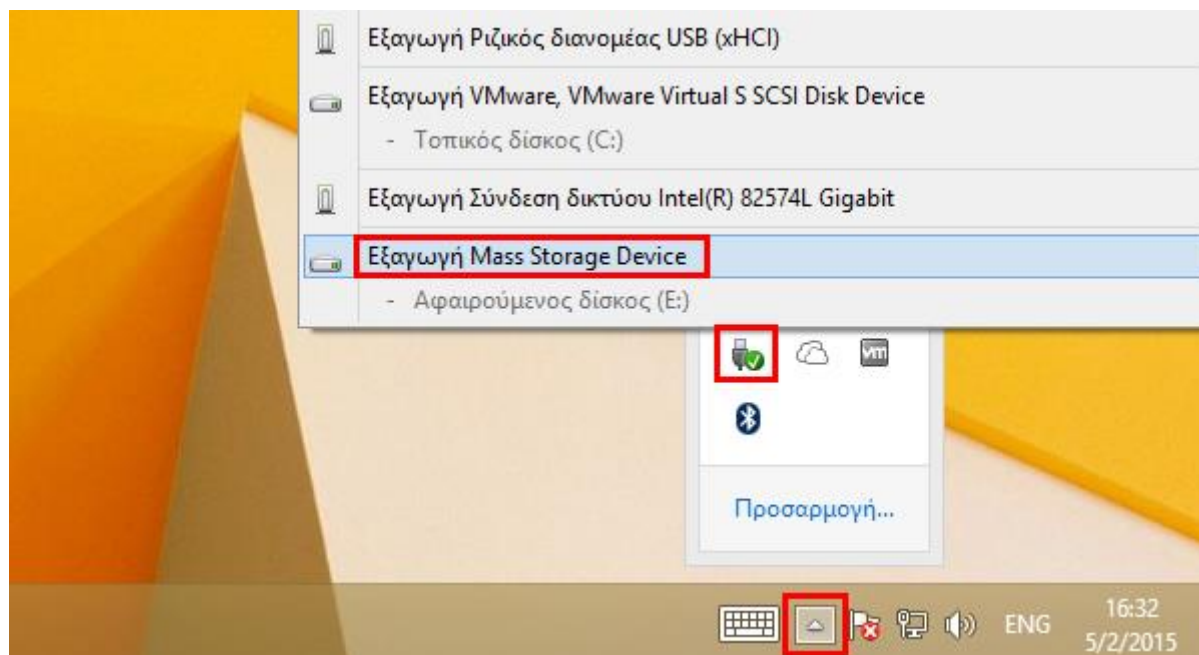 Εξαγωγή Ριζικός διανομέας USB (xHCI)
Εξαγωγή VMware, VMware Virtual S SCSI Disk Device
- Τοπικός δίσκος (C:)
Εξαγωγή Σύνδεση δικτύου Intel(R) 82574L Gigabit
Εξαγωγή Mass Storage Device
- Αφαιρούμενος δίσκος (E:)
vm
Προσαρμογή...
ENG
16:32
5/2/2015